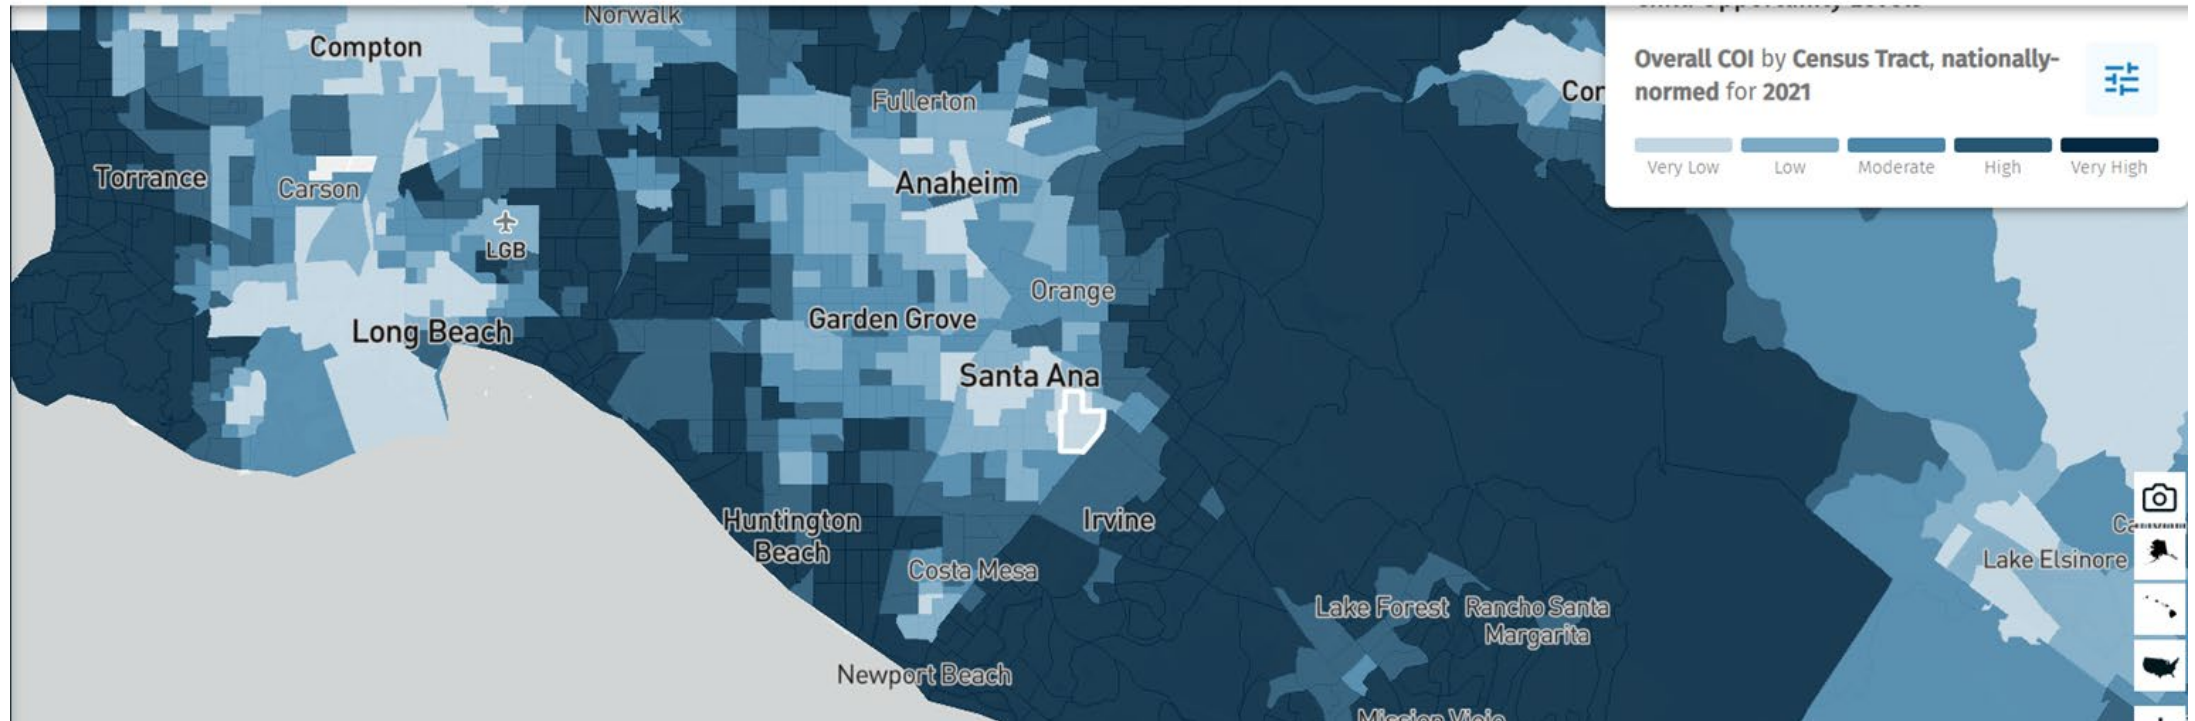 Norwalk
Compton
Overall COI by Census Tract, nationally-
normed for 2021
Very Low Low Moderate High Very High
Fullerton
Torrance
Carson
Anaheim
LGB
Orange
Garden Grove
Long Beach
Santa Ana
Huntington
Beach
Irvine
Costa Mesa
Lake Elsinore
Lake Forest
Rancho Santa
Margarita
Newport Beach
Mission Viejo